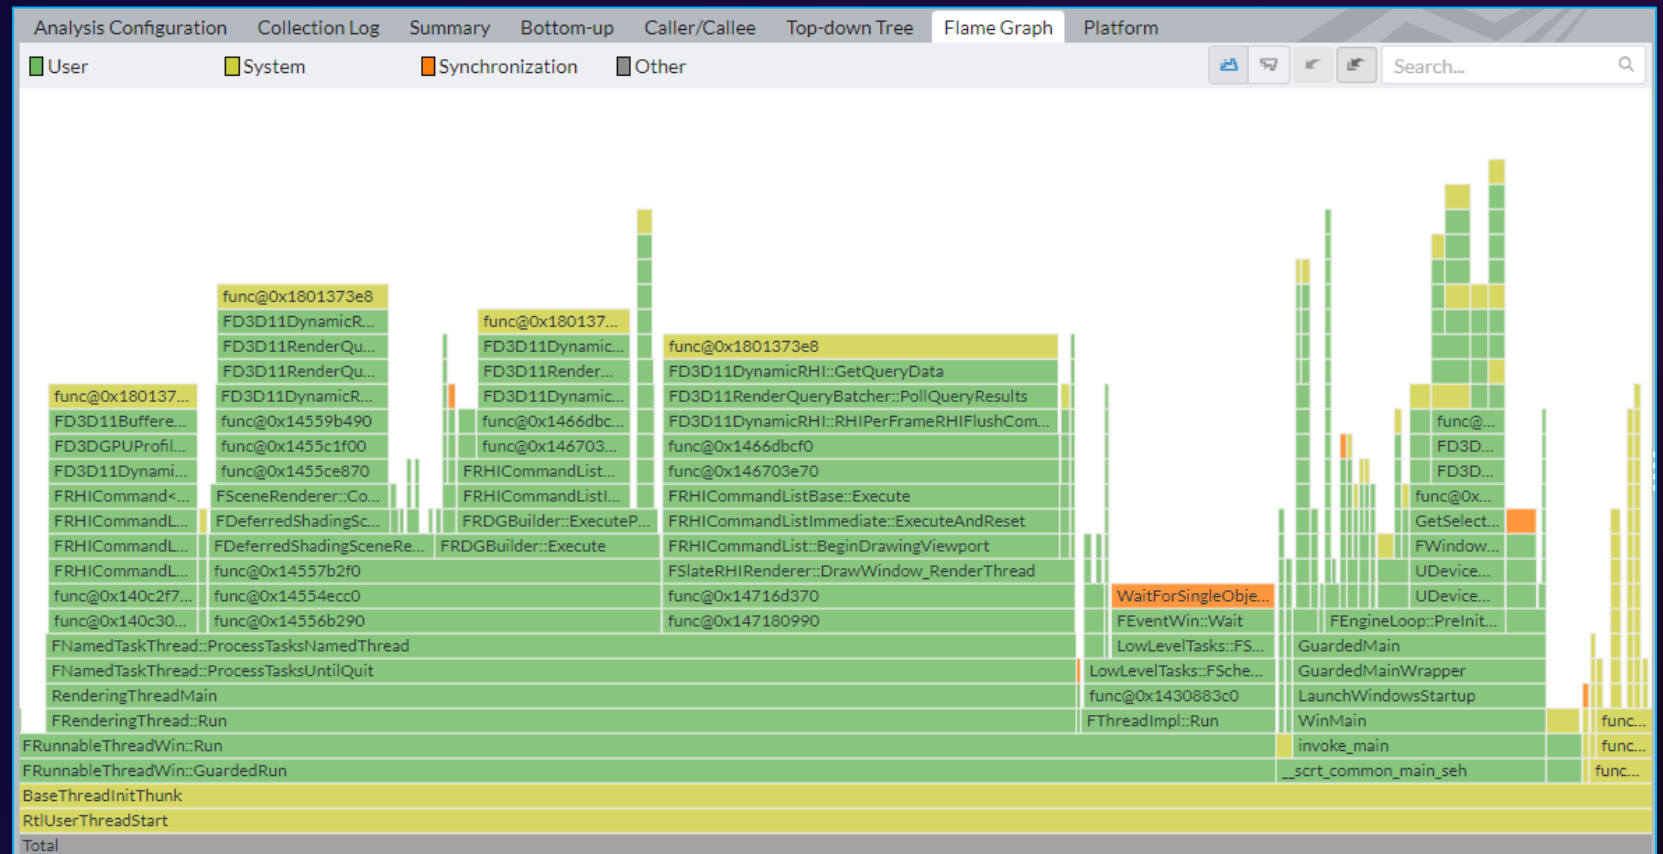 Analysis Configuration Collection Log Summary Bottom-up Caller/Callee Top-down Tree Flame Graph Platform
User System Synchronization Other Search...
func@0x1801373e8
FD3D11DynamicR... func@0x180137...
FD3D11RenderQu... FD3D11Dynamic... func@0x1801373e8
FD3D11RenderQu... FD3D11Render... FD3D11DynamicRHI::GetQueryData
func@0x180137... FD3D11DynamicR... FD3D11Dynamic... FD3D11RenderQueryBatcher::PollQueryResults
FD3D11Buffere... func@0x14559b490 func@0x1466dbc... FD3D11DynamicRHI::RHIPerFrameRHIFlushCom... func@...
FD3DGPUProfil... func@0x1455c1f00 func@0x146703... func@0x1466dbcf0 FD3D...
FD3D11Dynami... func@0x1455ce870 FRHICommandList... func@0x146703e70 FD3D...
FRHICommand<... FSceneRenderer::Co... FRHICommandListI... FRHICommandListBase::Execute func@0x...
FRHICommandL... FDeferredShadingSc... FRDGBuilder::ExecuteP... FRHICommandListImmediate::ExecuteAndReset GetSelect...
FRHICommandL... FDeferredShadingSceneRe... FRDGBuilder::Execute FRHICommandList::BeginDrawingViewport FWindow...
FRHICommandL... func@0x14557b2f0 FSlateRHIRenderer::DrawWindow_RenderThread UDevice...
func@0x140c2f7... func@0x14554ecc0 func@0x14716d370 WaitForSingleObje... UDevice...
func@0x140c30... func@0x14556b290 func@0x147180990 FEventWin::Wait FEngineLoop::PreInit...
FNamedTaskThread::ProcessTasksNamedThread LowLevelTasks::FS... GuardedMain
FNamedTaskThread::ProcessTasksUntilQuit LowLevelTasks::FSche... GuardedMainWrapper
RenderingThreadMain func@0x1430883c0 LaunchWindowsStartup
FRenderingThread::Run FThreadImpl::Run WinMain func...
FRunnableThreadWin::Run invoke_main func...
FRunnableThreadWin::GuardedRun __scrt_common_main_seh func...
BaseThreadInitThunk
RtlUserThreadStart
Total